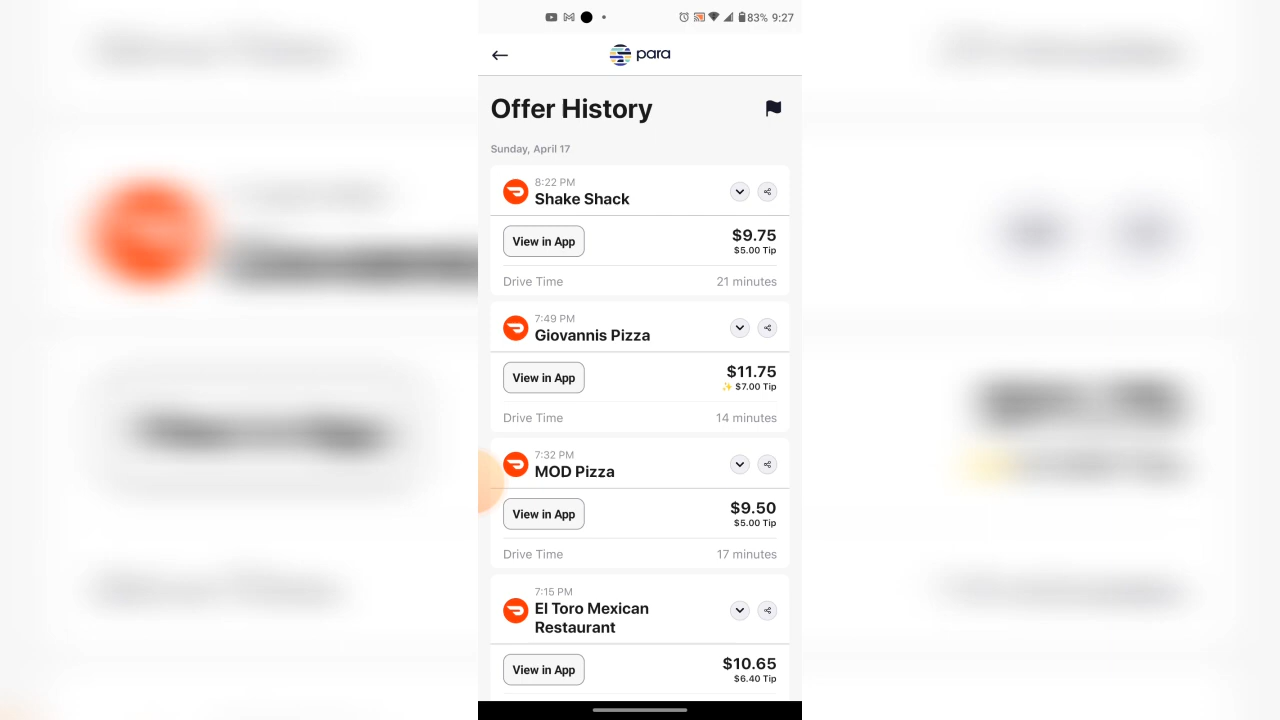 83% 9:27
para
Offer History
Sunday, April 17
8:22 PM
Shake Shack
View in App
$9.75
$5.00 Tip
Drive Time
21 minutes
7:49 PM
Giovannis Pizza
View in App
$11.75
✨ $7.00 Tip
Drive Time
14 minutes
7:32 PM
MOD Pizza
View in App
$9.50
$5.00 Tip
Drive Time
17 minutes
7:15 PM
El Toro Mexican
Restaurant
View in App
$10.65
$6.40 Tip